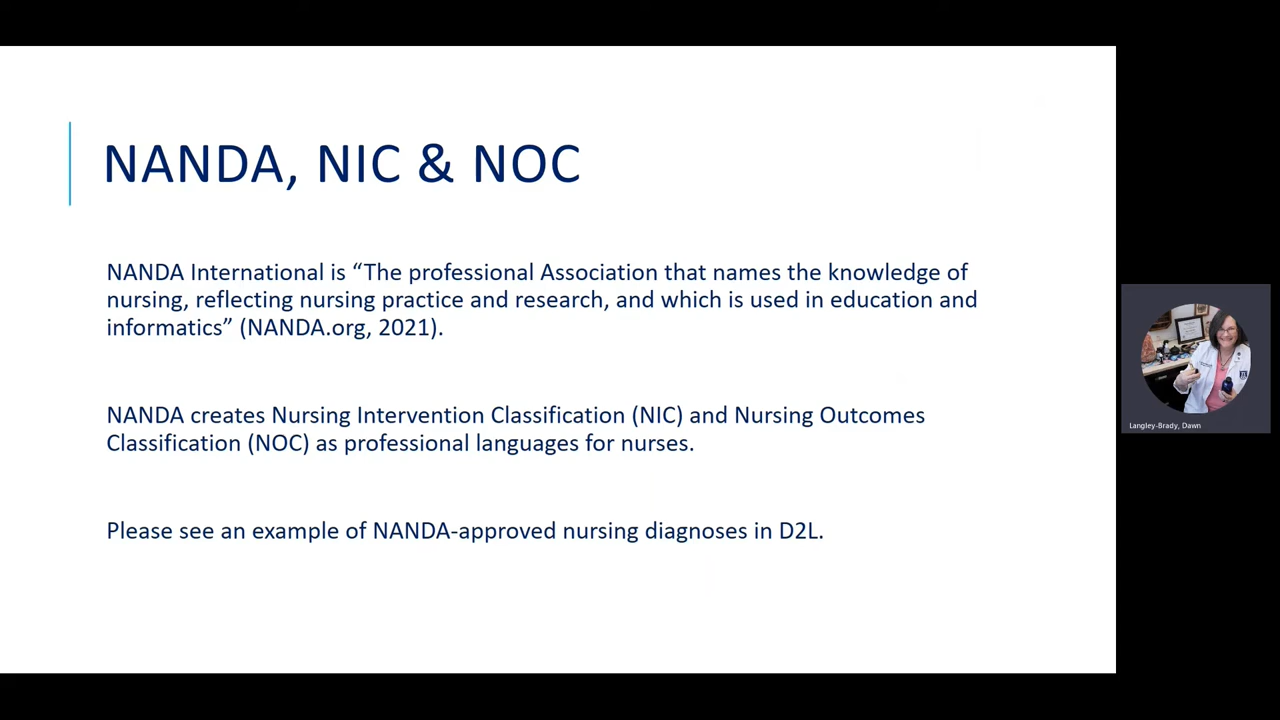 NANDA, NIC & NOC
NANDA International is “The professional Association that names the knowledge of
nursing, reflecting nursing practice and research, and which is used in education and
informatics” (NANDA.org, 2021).
NANDA creates Nursing Intervention Classification (NIC) and Nursing Outcomes
Classification (NOC) as professional languages for nurses.
Please see an example of NANDA-approved nursing diagnoses in D2L.
Langley-Brady, Dawn